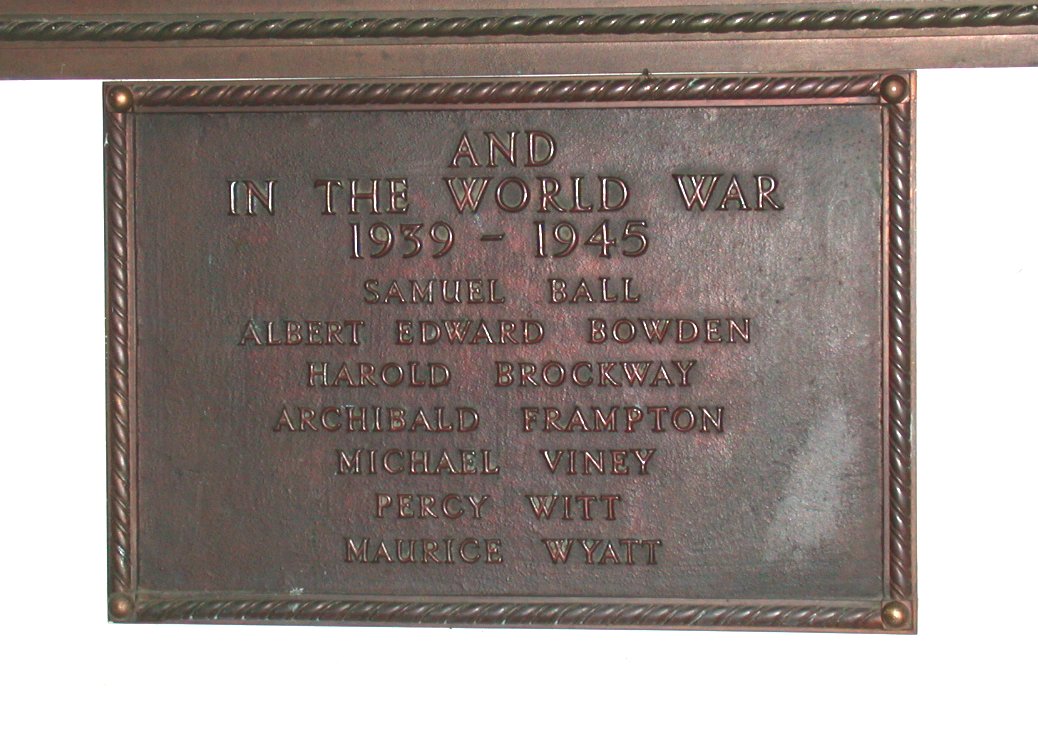 AND
IN THE WORLD WAR
1939 - 1945
SAMUEL BALL
ALBERT EDWARD BOWDEN
HAROLD BROCKWAY
ARCHIBALD FRAMPTON
MICHAEL VINEY
PERCY WITT
MAURICE WYATT